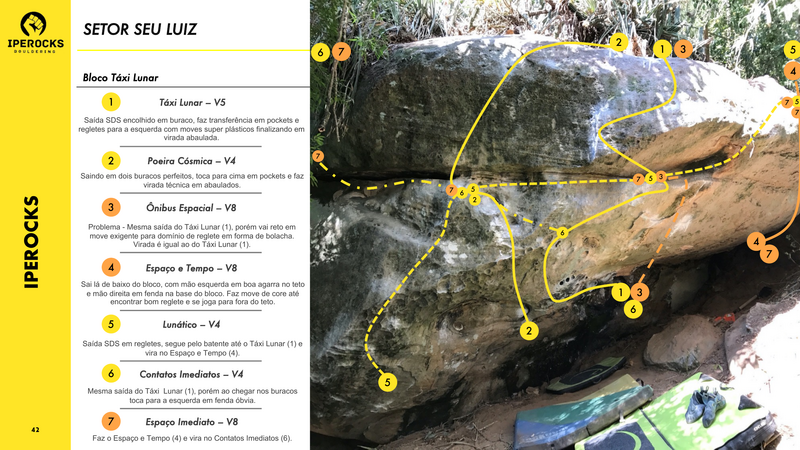 IPEROCKS
BOULDERING
SETOR SEU LUIZ
Bloco Táxi Lunar
1
Táxi Lunar – V5
Saída SDS encolhido em buraco, faz transferência em pockets e
regletes para a esquerda com moves super plásticos finalizando em
virada abaulada.
2
Poeira Cósmica – V4
Saindo em dois buracos perfeitos, toca para cima em pockets e faz
virada técnica em abaulados.
3
Ônibus Espacial – V8
Problema - Mesma saída do Táxi Lunar (1), porém vai reto em
move exigente para domínio de reglete em forma de bolacha.
Virada é igual ao do Táxi Lunar (1).
4
Espaço e Tempo – V8
Sai lá de baixo do bloco, com mão esquerda em boa agarra no teto
e mão direita em fenda na base do bloco. Faz move de core até
encontrar bom reglete e se joga para fora do teto.
5
Lunático – V4
Saída SDS em regletes, segue pelo batente até o Táxi Lunar (1) e
vira no Espaço e Tempo (4).
6
Contatos Imediatos – V4
Mesma saída do Táxi Lunar (1), porém ao chegar nos buracos
toca para a esquerda em fenda óbvia.
7
Espaço Imediato – V8
Faz o Espaço e Tempo (4) e vira no Contatos Imediatos (6).
IPEROCKS
42
6 7
2
1 3
5
4
7 5
7
7
7 6 5
2
7 5 3
6
4
7
1 3
6
2
5